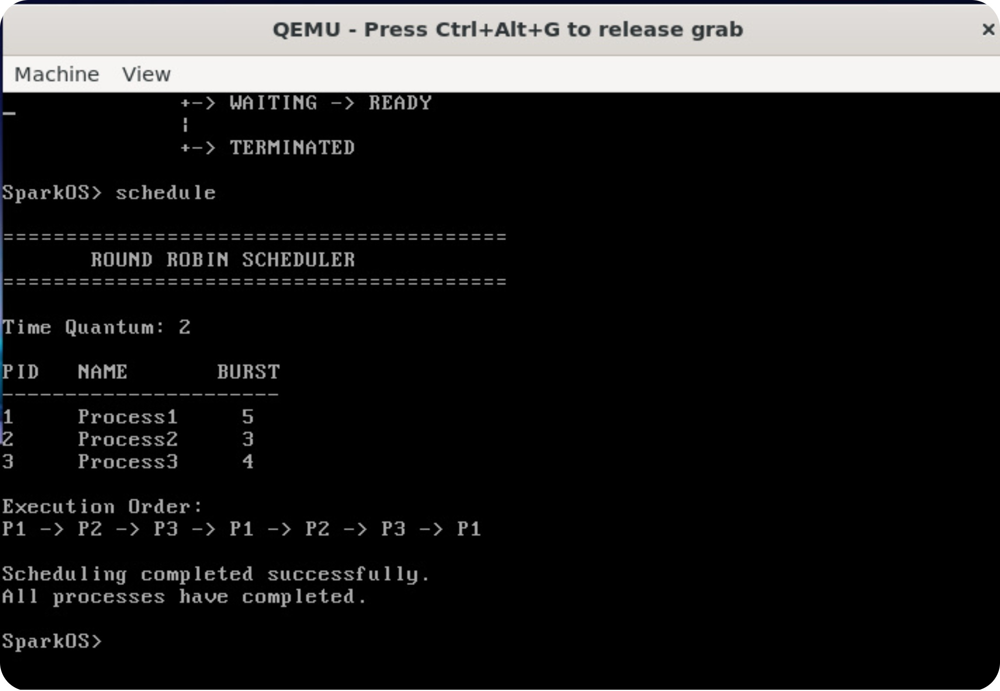 QEMU - Press Ctrl+Alt+G to release grab ×
Machine View
+-> WAITING -> READY
_
¦
+-> TERMINATED
SparkOS> schedule
========================================
ROUND ROBIN SCHEDULER
========================================
Time Quantum: 2
PID NAME BURST
----------------------
1 Process1 5
2 Process2 3
3 Process3 4
Execution Order:
P1 -> P2 -> P3 -> P1 -> P2 -> P3 -> P1
Scheduling completed successfully.
All processes have completed.
SparkOS>